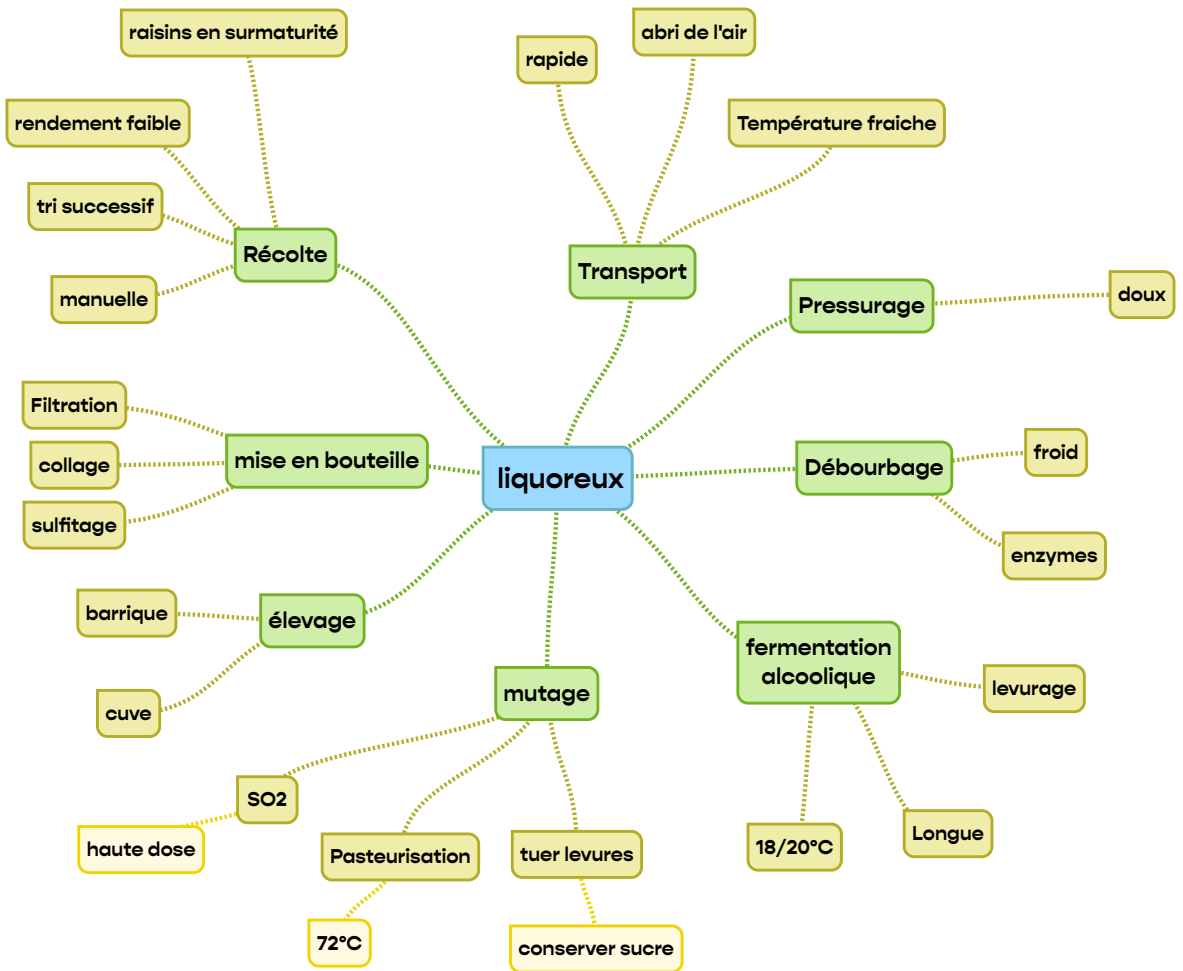 raisins en surmaturité
abri de l'air
rapide
rendement faible
Température fraiche
tri successif
Récolte
Transport
manuelle
Pressurage
doux
Filtration
mise en bouteille
collage
sulfitage
liquoreux
Débourbage
froid
enzymes
barrique
élevage
cuve
fermentation
alcoolique
levurage
mutage
SO2
haute dose
Pasteurisation
tuer levures
18/20°C
Longue
72°C
conserver sucre